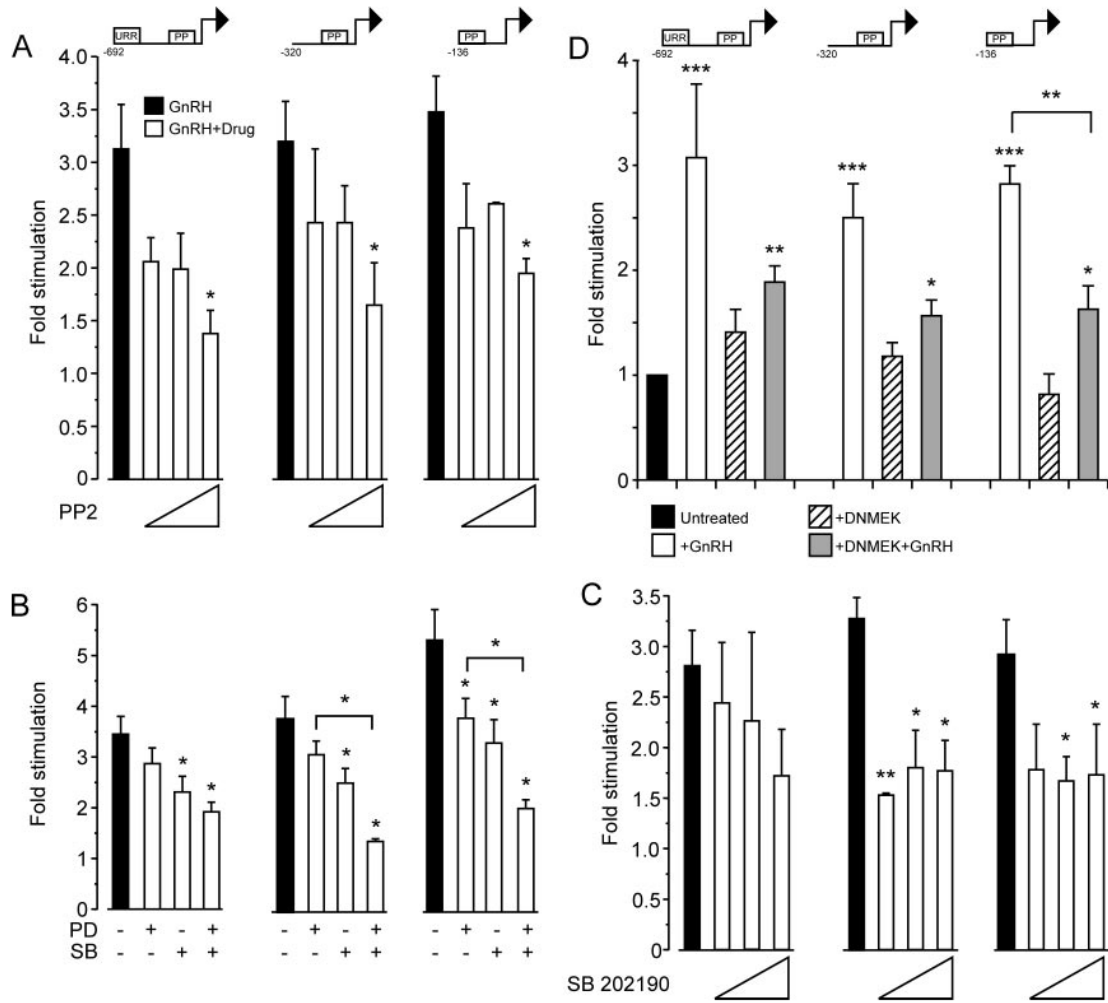 A
URR
PP
-692
PP
-320
PP
-136
Fold stimulation
4.0
3.5
3.0
2.5
2.0
1.5
1.0
0.5
0
GnRH
GnRH+Drug
*
*
*
PP2
D
URR
PP
-692
PP
-320
PP
-136
Fold stimulation
4
3
2
1
0
***
**
***
*
***
**
*
Untreated
+GnRH
+DNMEK
+DNMEK+GnRH
B
Fold stimulation
6
5
4
3
2
1
0
* *
* * *
* * * *
PD - + - + - + - + - + - +
SB - - + + - - + + - - + +
C
Fold stimulation
3.5
3.0
2.5
2.0
1.5
1.0
0.5
0
** * *
* *
SB 202190